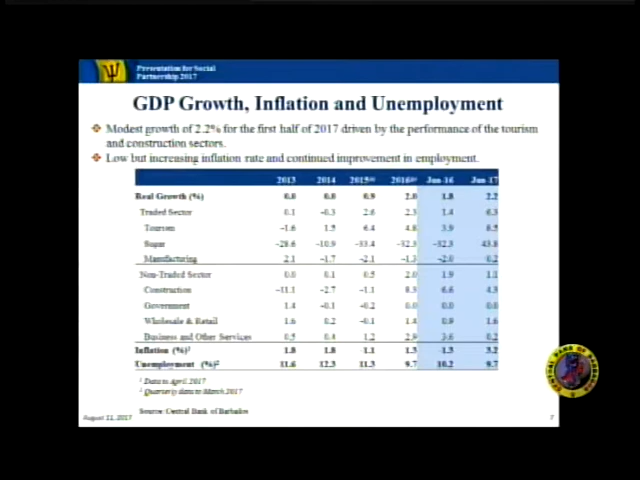 Presentation for Social
Partnership 2017
GDP Growth, Inflation and Unemployment
❖ Modest growth of 2.2% for the first half of 2017 driven by the performance of the tourism
and construction sectors.
❖ Low but increasing inflation rate and continued improvement in employment.
2013 2014 2015 2016 Jun-16 Jun-17
Real Growth (%) 0.0 0.0 0.9 2.0 1.8 2.2
Traded Sector 0.1 -0.3 2.6 2.3 1.4 6.3
Tourism -1.6 1.5 6.4 4.8 3.9 8.5
Sugar -28.6 -10.9 -33.4 -32.3 -32.3 43.8
Manufacturing 2.1 -1.7 -2.1 -1.3 -2.0 0.2
Non-Traded Sector 0.0 0.1 0.5 2.0 1.9 1.1
Construction -11.1 -2.7 -1.1 8.3 6.6 4.3
Government 1.4 -0.1 -0.2 0.0 0.0 0.0
Wholesale & Retail 1.6 0.2 -0.1 1.4 0.9 1.6
Business and Other Services 0.5 0.4 1.2 2.9 3.6 0.2
Inflation (%)¹ 1.8 1.8 -1.1 1.3 -1.3 3.2
Unemployment (%)² 11.6 12.3 11.3 9.7 10.2 9.7
¹ Data to April 2017
² Quarterly data to March 2017
Source: Central Bank of Barbados
August 11, 2017
7
CENTRAL BANK OF BARBADOS